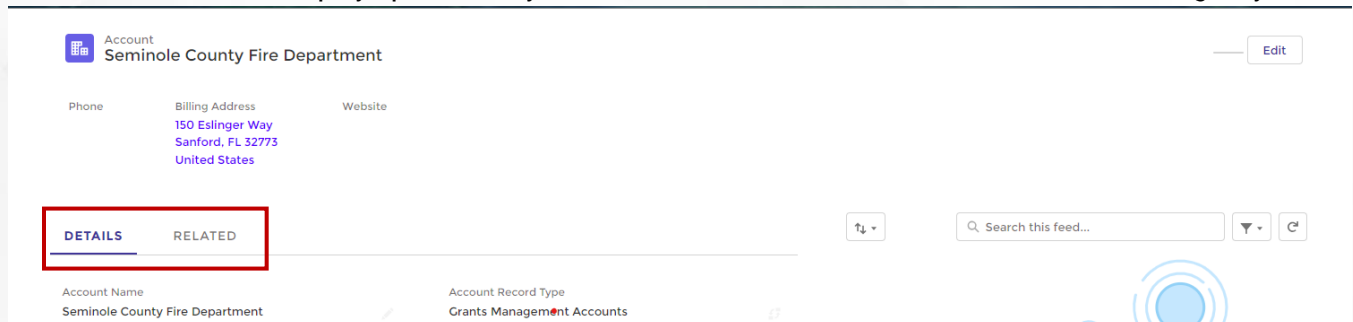 Account
Seminole County Fire Department
Edit
Phone
Billing Address
Website
150 Eslinger Way
Sanford, FL 32773
United States
DETAILS
RELATED
Search this feed...
Account Name
Account Record Type
Seminole County Fire Department
Grants Management Accounts